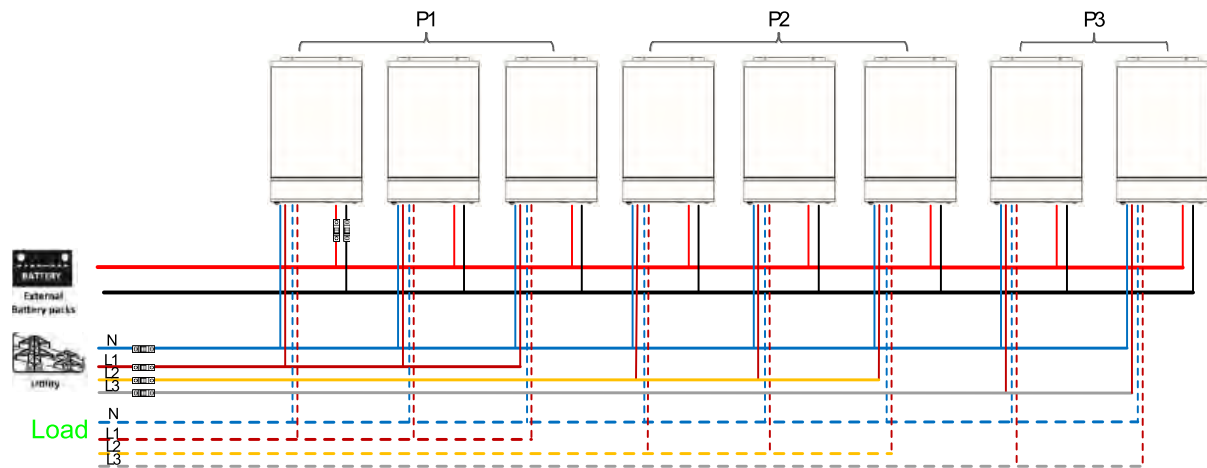 P1
P2
P3
BATTERY
External
Battery packs
N
L1
L2
L3
Utility
Load
N
L1
L2
L3